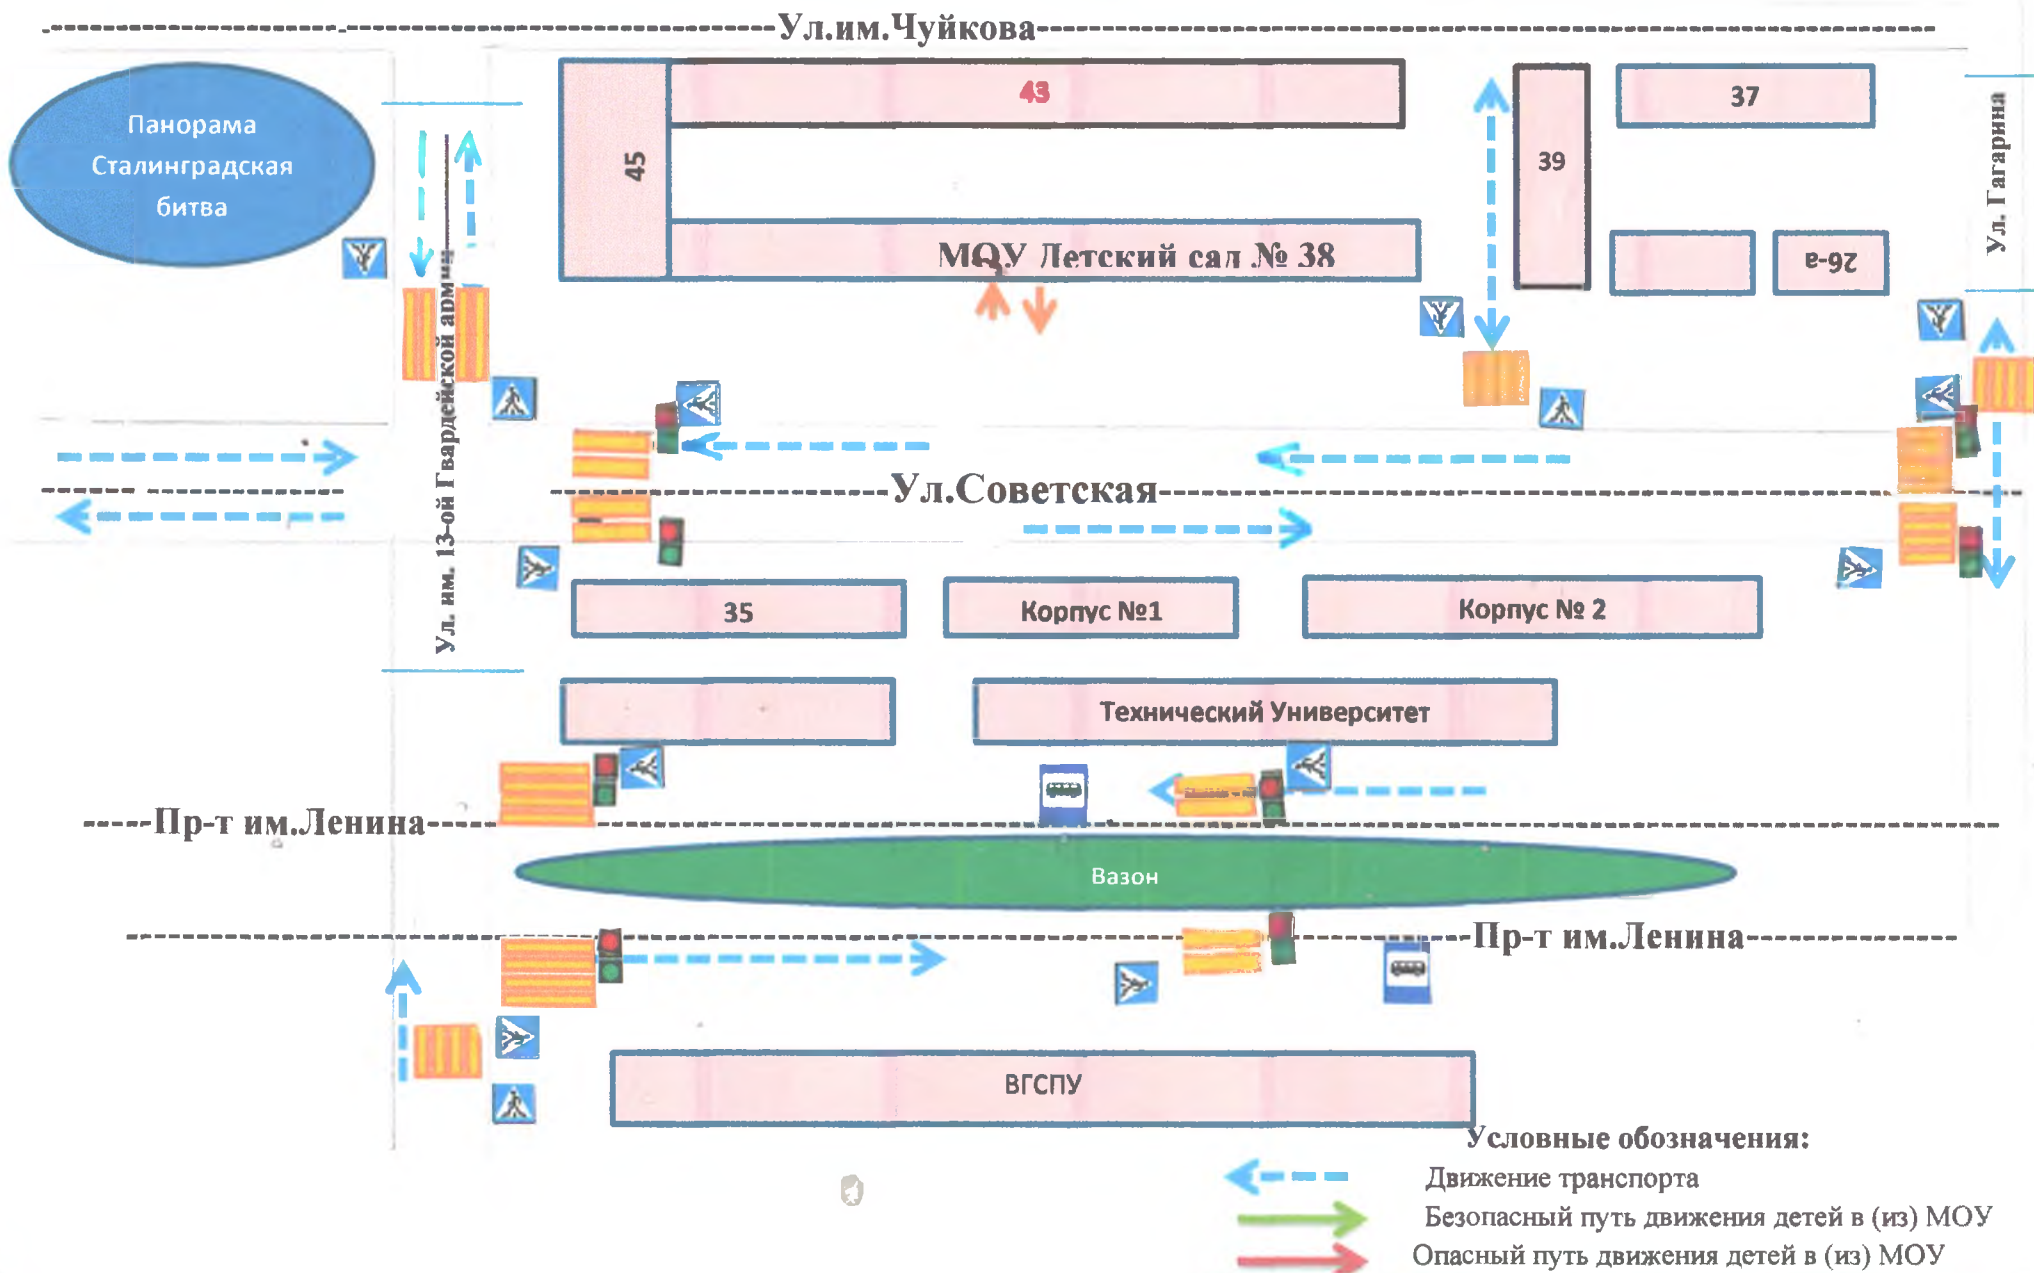 Ул.им.Чуйкова
Панорама
Сталинградская
битва
43
45
39
37
Ул. Гагарина
МОУ Летский сал № 38
26-а
Ул. им. 13-ой Гвардейской армии
Ул.Советская
35
Корпус №1
Корпус № 2
Технический Университет
Пр-т им.Ленина
Вазон
Пр-т им.Ленина
ВГСПУ
Условные обозначения:
Движение транспорта
Безопасный путь движения детей в (из) МОУ
Опасный путь движения детей в (из) МОУ